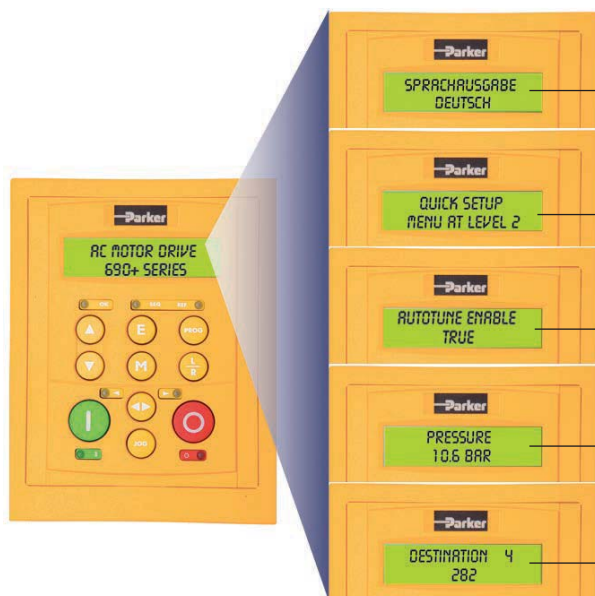 Parker
AC MOTOR DRIVE
690+ SERIES
E
PROG
M
L
R
JOG
Parker
SPRACHAUSGABE
DEUTSCH
Parker
QUICK SETUP
MENU AT LEVEL 2
Parker
AUTOTUNE ENABLE
TRUE
Parker
PRESSURE
10.6 BAR
Parker
DESTINATION 4
282